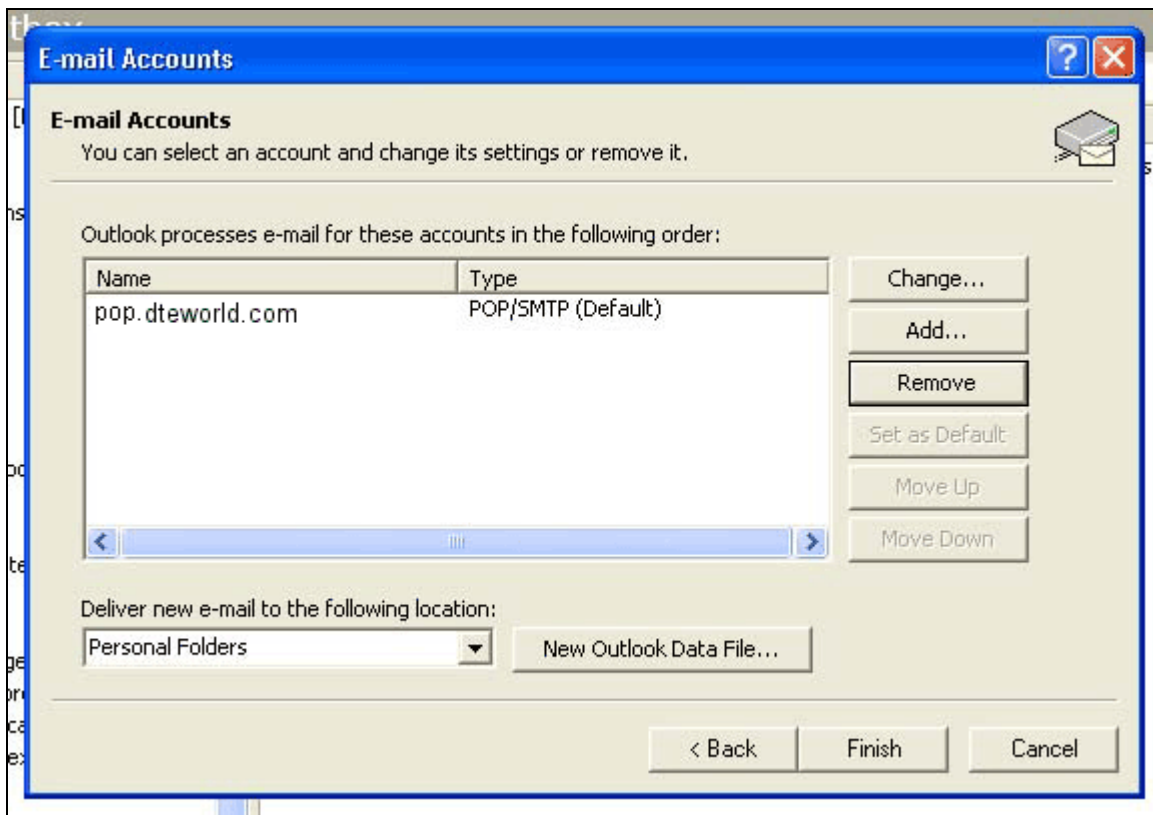 E-mail Accounts
E-mail Accounts
You can select an account and change its settings or remove it.
Outlook processes e-mail for these accounts in the following order:
Name Type
pop.dteworld.com POP/SMTP (Default)
Change...
Add...
Remove
Set as Default
Move Up
Move Down
Deliver new e-mail to the following location:
Personal Folders
New Outlook Data File...
< Back Finish Cancel